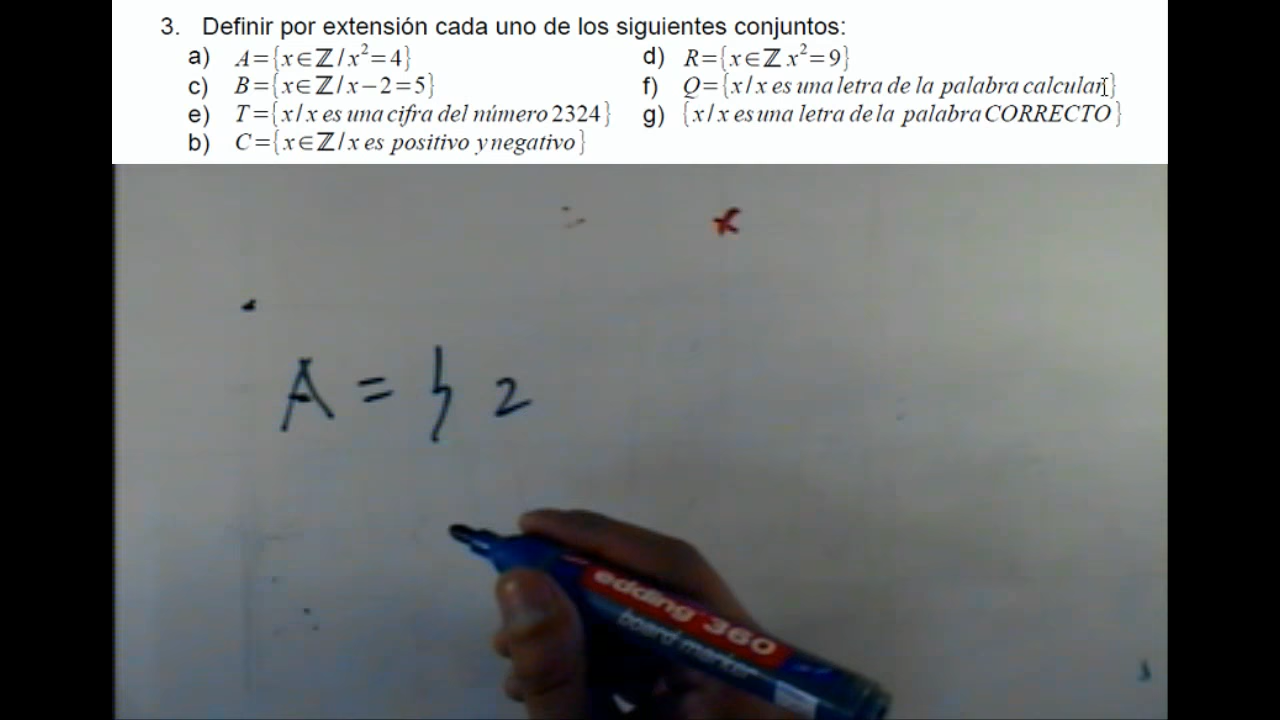 3. Definir por extensión cada uno de los siguientes conjuntos:
a) A={x∈ℤ/x²=4} d) R={x∈ℤ x²=9}
c) B={x∈ℤ/x−2=5} f) Q={x/x es una letra de la palabra calcular}
e) T={x/x es una cifra del número 2324} g) {x/x es una letra de la palabra CORRECTO}
b) C={x∈ℤ/x es positivo y negativo}
A = { 2
edding 360
board marker